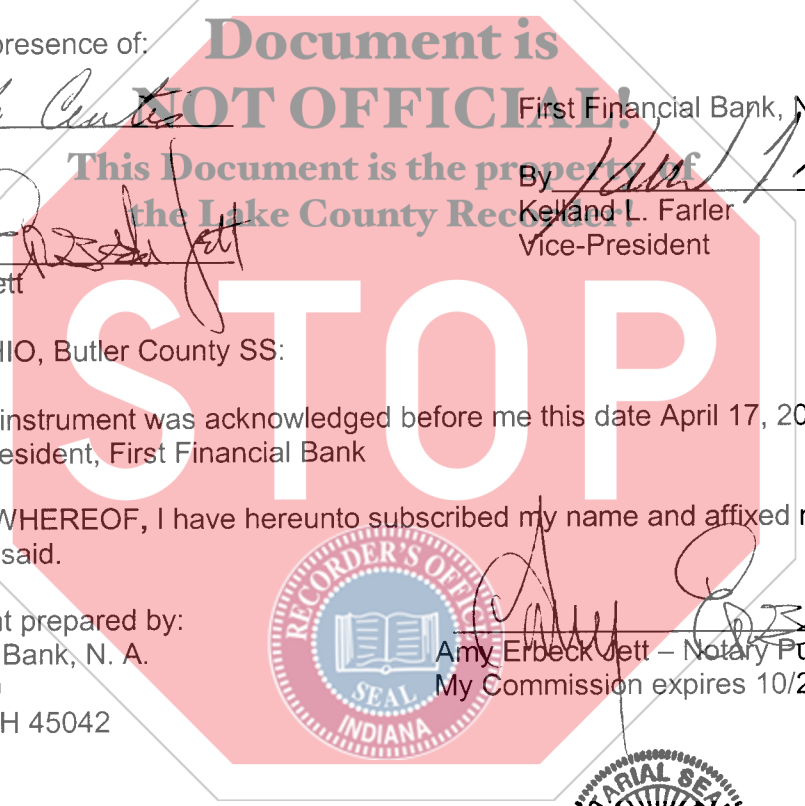 presence of:
Document is
NOT OFFICIAL!
First Financial Bank, N
This Document is the property of
By
the Lake County Recorder!
Kelland L. Farler
Vice-President
ett
STOP
HIO, Butler County SS:
instrument was acknowledged before me this date April 17, 20
esident, First Financial Bank
WHEREOF, I have hereunto subscribed my name and affixed
said.
RECORDER'S OFFICE
SEAL
INDIANA
t prepared by:
Bank, N. A.
H 45042
Amy Erbeck Jett – Notary Pu
My Commission expires 10/2
ARIAL SEA